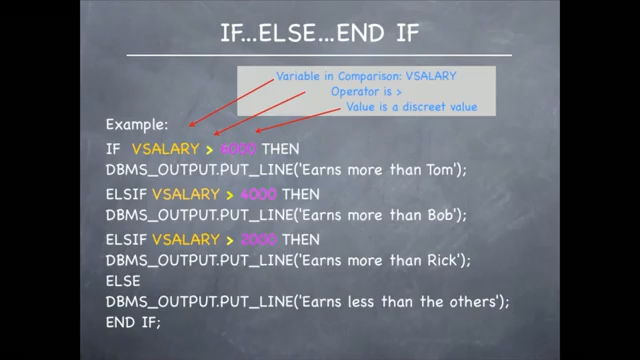 IF...ELSE...END IF
Variable in Comparison: VSALARY
Operator is >
Value is a discreet value
Example:
IF VSALARY > THEN
DBMS_OUTPUT.PUT_LINE('Earns more than Tom');
ELSIF VSALARY > 4000 THEN
DBMS_OUTPUT.PUT_LINE('Earns more than Bob');
ELSIF VSALARY > 2000 THEN
DBMS_OUTPUT.PUT_LINE('Earns more than Rick');
ELSE
DBMS_OUTPUT.PUT_LINE('Earns less than the others');
END IF;